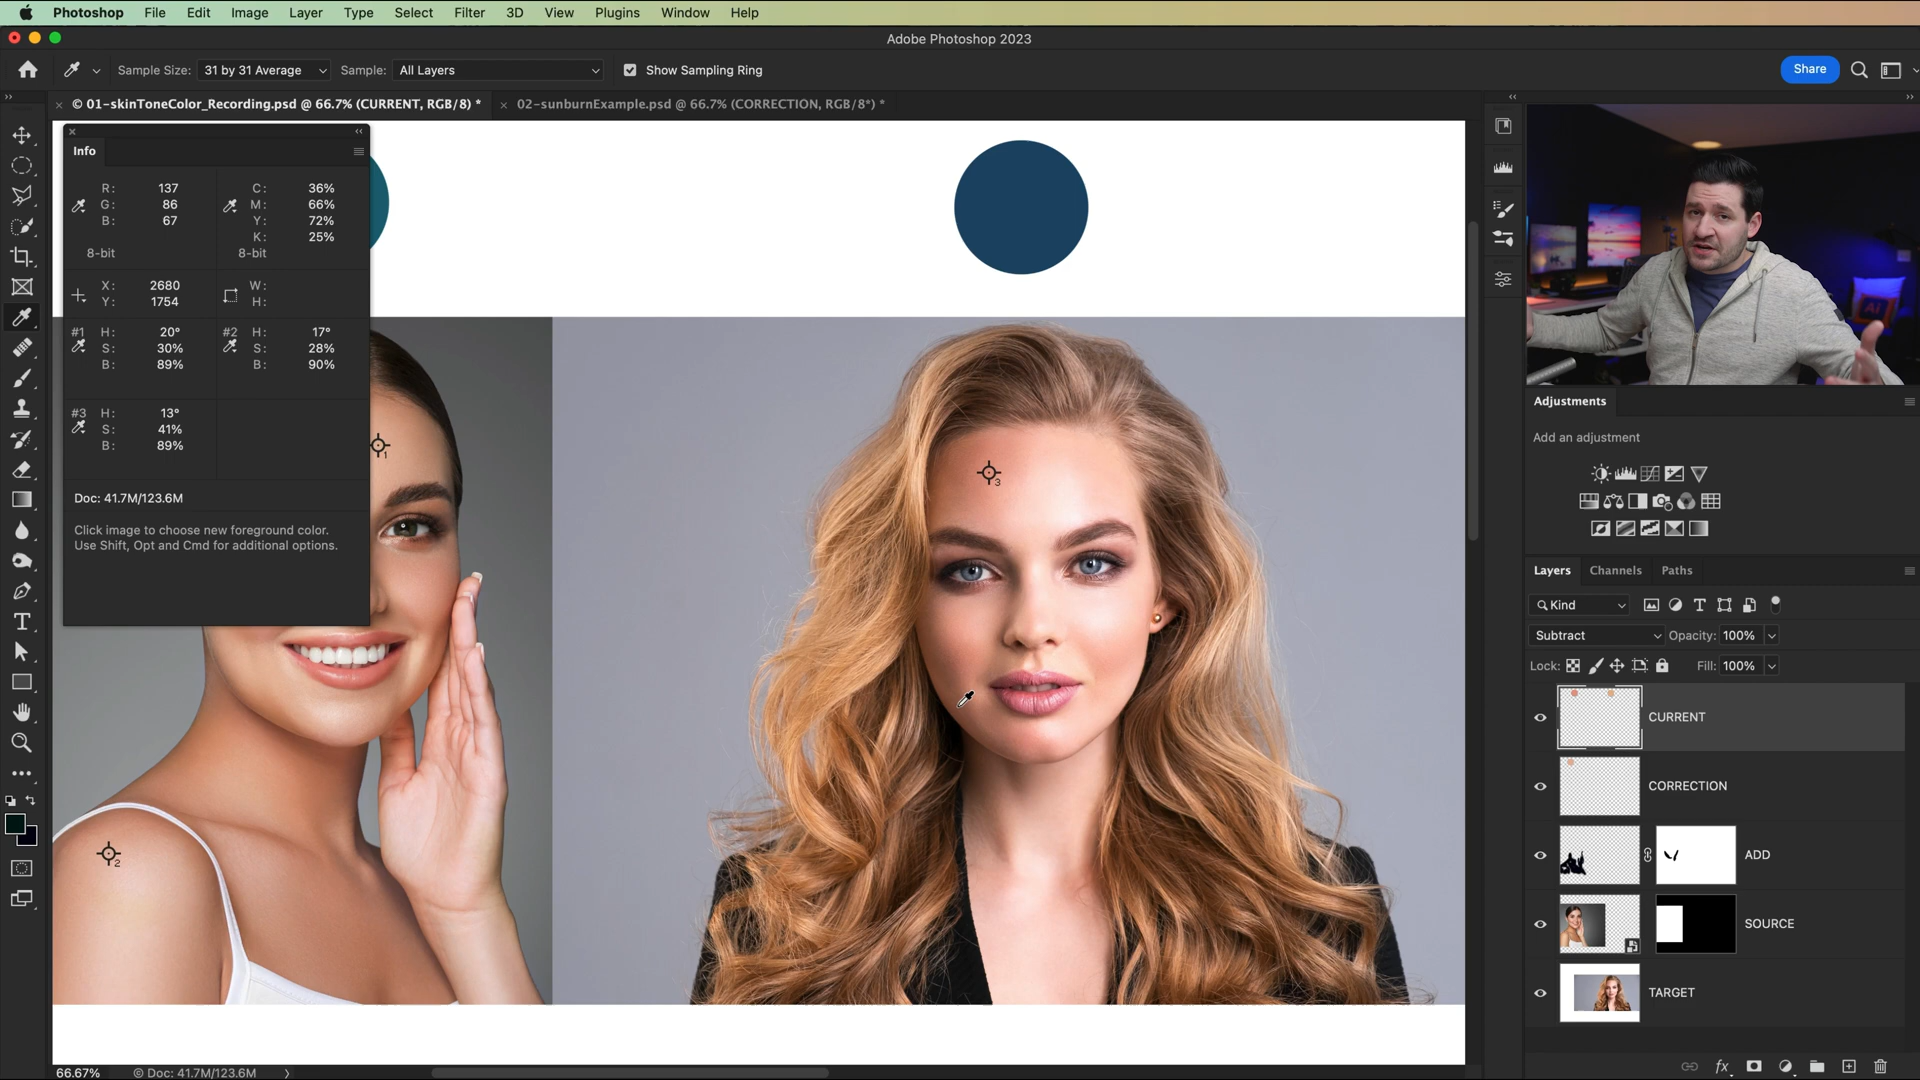 Photoshop File Edit Image Layer Type Select Filter 3D View Plugins Window Help
Adobe Photoshop 2023
Sample Size: 31 by 31 Average Sample: All Layers Show Sampling Ring Share
© 01-skinToneColor_Recording.psd @ 66.7% (CURRENT, RGB/8) * 02-sunburnExample.psd @ 66.7% (CORRECTION, RGB/8*) *
Info
R: 137 C: 36%
G: 86 M: 66%
B: 67 Y: 72%
K: 25%
8-bit 8-bit
X: 2680 W:
Y: 1754 H:
#1 H: 20° #2 H: 17°
S: 30% S: 28%
B: 89% B: 90%
#3 H: 13°
S: 41%
B: 89%
Doc: 41.7M/123.6M
Click image to choose new foreground color.
Use Shift, Opt and Cmd for additional options.
1
2
3
AI
Adjustments
Add an adjustment
Layers Channels Paths
Kind
Subtract Opacity: 100%
Lock: Fill: 100%
CURRENT
CORRECTION
ADD
SOURCE
TARGET
fx
66.67% © Doc: 41.7M/123.6M